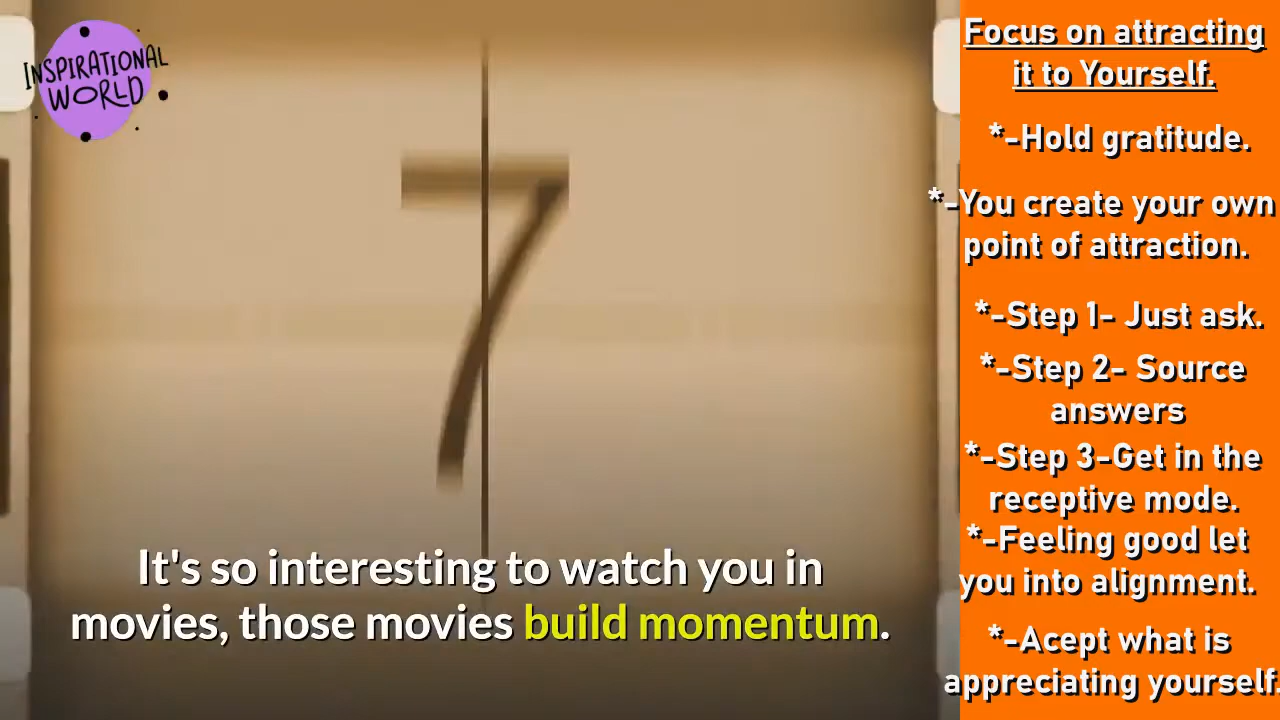 INSPIRATIONAL
WORLD
7
It's so interesting to watch you in
movies, those movies build momentum.
Focus on attracting
it to Yourself.
*-Hold gratitude.
*-You create your own
point of attraction.
*-Step 1- Just ask.
*-Step 2- Source
answers
*-Step 3-Get in the
receptive mode.
*-Feeling good let
you into alignment.
*-Acept what is
appreciating yourself.